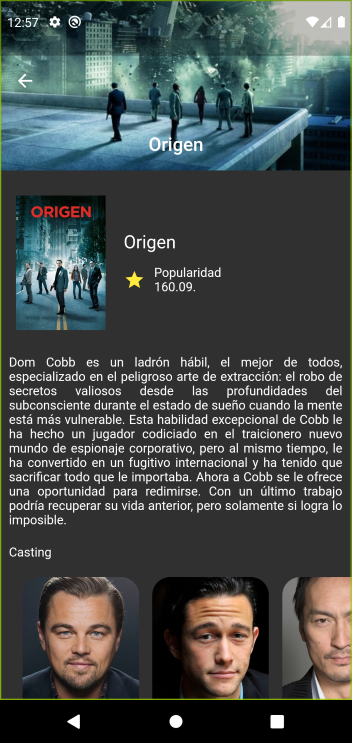 12:57
Origen
ORIGEN
Origen
Popularidad
160.09.
Dom Cobb es un ladrón hábil, el mejor de todos,
especializado en el peligroso arte de extracción: el robo de
secretos valiosos desde las profundidades del
subconsciente durante el estado de sueño cuando la mente
está más vulnerable. Esta habilidad excepcional de Cobb le
ha hecho un jugador codiciado en el traicionero nuevo
mundo de espionaje corporativo, pero al mismo tiempo, le
ha convertido en un fugitivo internacional y ha tenido que
sacrificar todo que le importaba. Ahora a Cobb se le ofrece
una oportunidad para redimirse. Con un último trabajo
podría recuperar su vida anterior, pero solamente si logra lo
imposible.
Casting